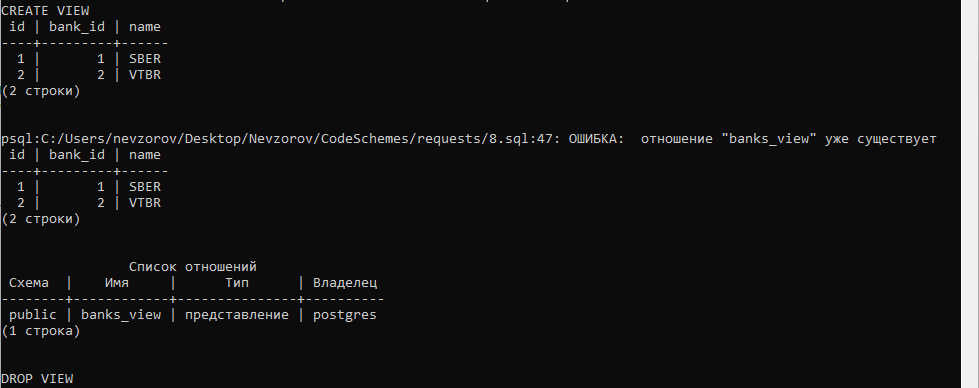 CREATE VIEW
 id | bank_id | name
----+---------+------
  1 |       1 | SBER
  2 |       2 | VTBR
(2 строки)
psql:C:/Users/nevzorov/Desktop/Nevzorov/CodeSchemes/requests/8.sql:47: ОШИБКА:  отношение "banks_view" уже существует
 id | bank_id | name
----+---------+------
  1 |       1 | SBER
  2 |       2 | VTBR
(2 строки)
                Список отношений
 Схема  |    Имя     |      Тип      | Владелец
--------+------------+---------------+----------
 public | banks_view | представление | postgres
(1 строка)
DROP VIEW